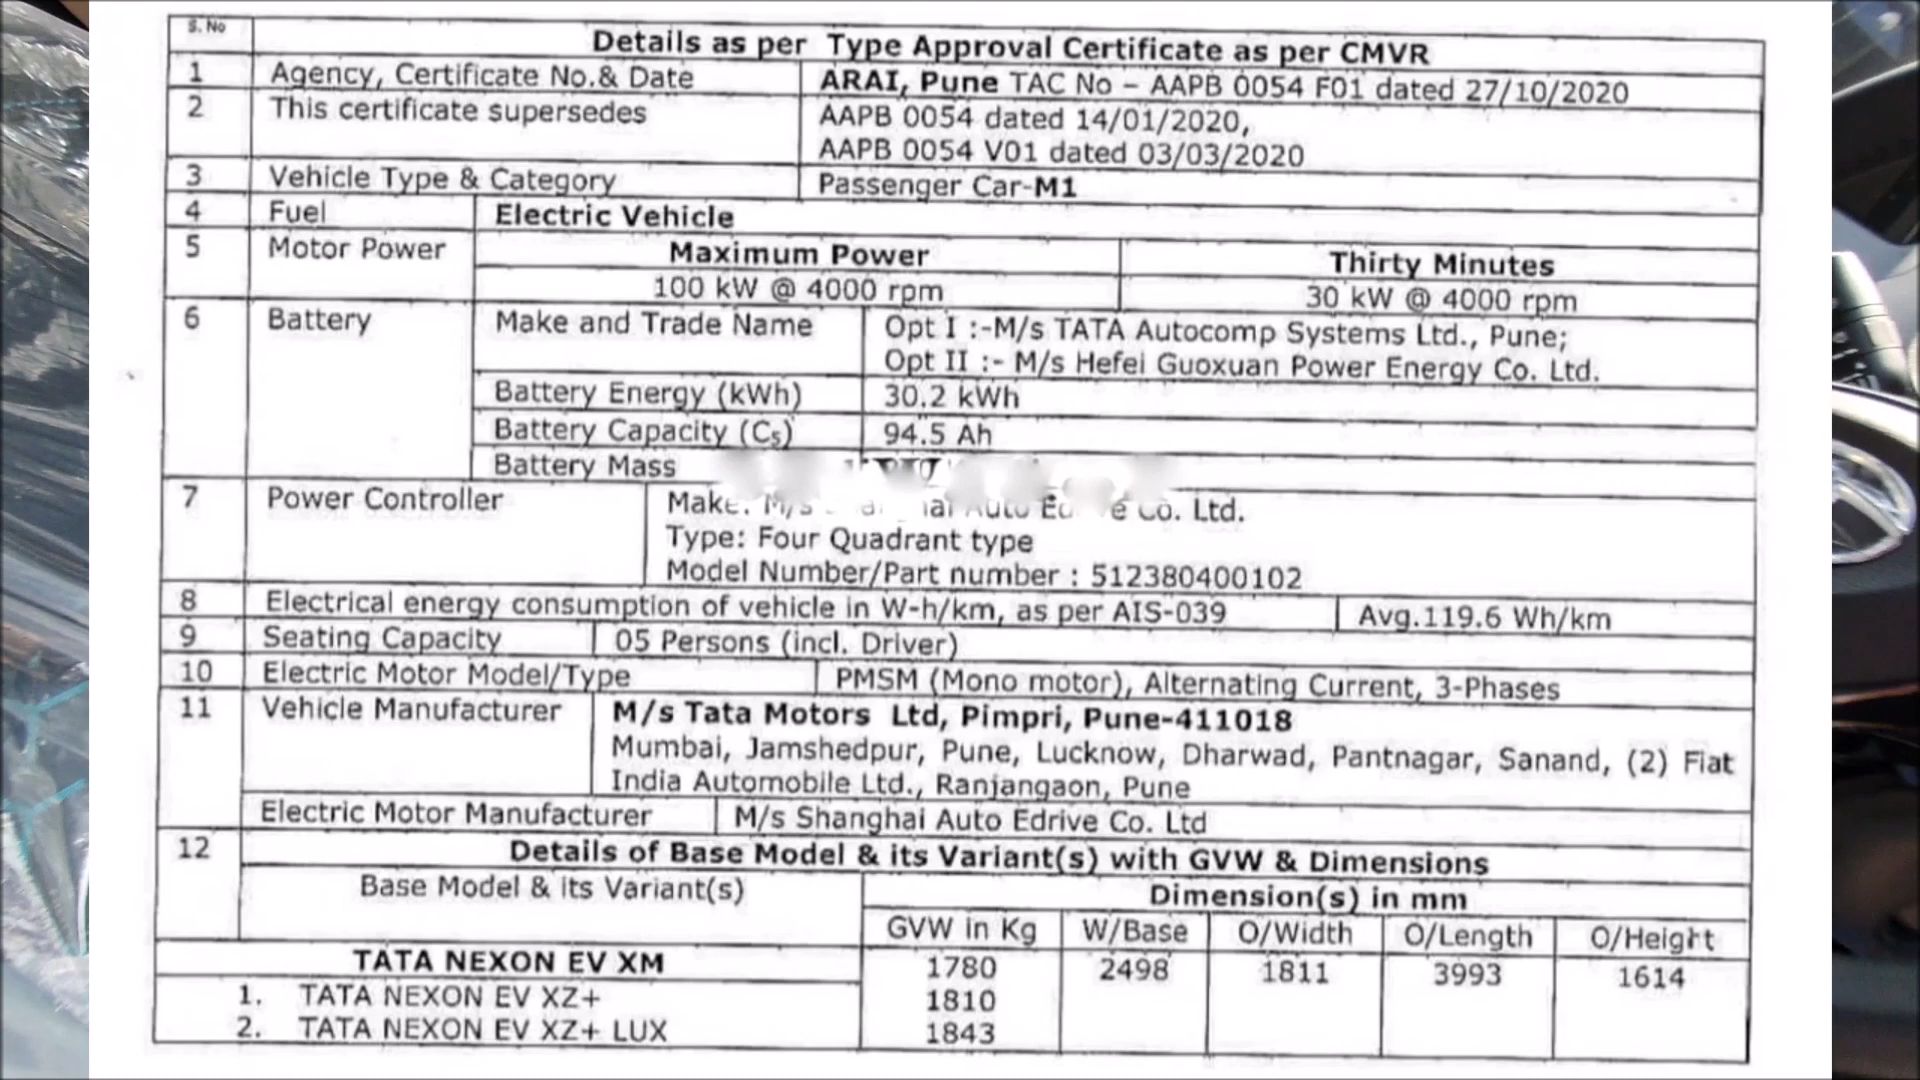 S. No
Details as per Type Approval Certificate as per CMVR
1 Agency, Certificate No.& Date ARAI, Pune TAC No – AAPB 0054 F01 dated 27/10/2020
2 This certificate supersedes AAPB 0054 dated 14/01/2020,
AAPB 0054 V01 dated 03/03/2020
3 Vehicle Type & Category Passenger Car-M1
4 Fuel Electric Vehicle
5 Motor Power Maximum Power Thirty Minutes
100 kW @ 4000 rpm 30 kW @ 4000 rpm
6 Battery Make and Trade Name Opt I :-M/s TATA Autocomp Systems Ltd., Pune;
Opt II :- M/s Hefei Guoxuan Power Energy Co. Ltd.
Battery Energy (kWh) 30.2 kWh
Battery Capacity (C5) 94.5 Ah
Battery Mass
7 Power Controller Make: M/s Auto Co. Ltd.
Type: Four Quadrant type
Model Number/Part number : 512380400102
8 Electrical energy consumption of vehicle in W-h/km, as per AIS-039 Avg.119.6 Wh/km
9 Seating Capacity 05 Persons (incl. Driver)
10 Electric Motor Model/Type PMSM (Mono motor), Alternating Current, 3-Phases
11 Vehicle Manufacturer M/s Tata Motors Ltd, Pimpri, Pune-411018
Mumbai, Jamshedpur, Pune, Lucknow, Dharwad, Pantnagar, Sanand, (2) Fiat
India Automobile Ltd., Ranjangaon, Pune
Electric Motor Manufacturer M/s Shanghai Auto Edrive Co. Ltd
12 Details of Base Model & its Variant(s) with GVW & Dimensions
Base Model & its Variant(s) Dimension(s) in mm
GVW in Kg W/Base O/Width O/Length O/Height
TATA NEXON EV XM 1780 2498 1811 3993 1614
1. TATA NEXON EV XZ+ 1810
2. TATA NEXON EV XZ+ LUX 1843